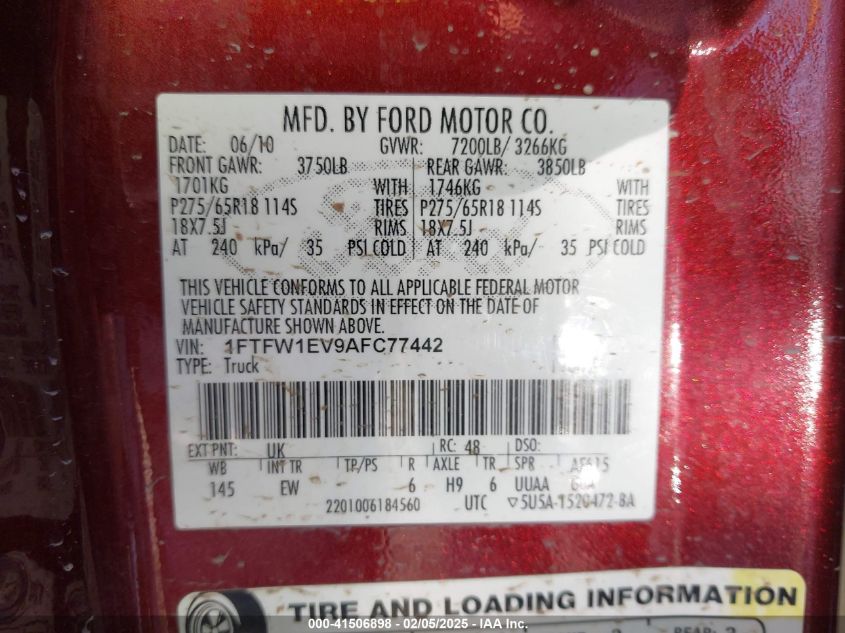 MFD. BY FORD MOTOR CO.
DATE: 06/10 GVWR: 7200LB/ 3266KG
FRONT GAWR: 3750LB REAR GAWR: 3850LB
1701KG WITH 1746KG WITH
P275/65R18 114S TIRES P275/65R18 114S TIRES
18X7.5J RIMS 18X7.5J RIMS
AT 240 kPa/ 35 PSI COLD AT 240 kPa/ 35 PSI COLD
THIS VEHICLE CONFORMS TO ALL APPLICABLE FEDERAL MOTOR
VEHICLE SAFETY STANDARDS IN EFFECT ON THE DATE OF
MANUFACTURE SHOWN ABOVE.
VIN: 1FTFW1EV9AFC77442
TYPE: Truck
EXT PNT: UK RC: 48 DSO:
WB INT TR TP/PS R AXLE TR SPR
145 EW 6 H9 6 UUAA
2201006184560 UTC ▽5U5A-1520472-BA
TIRE AND LOADING INFORMATION
000-41506898 - 02/05/2025 - IAA Inc.